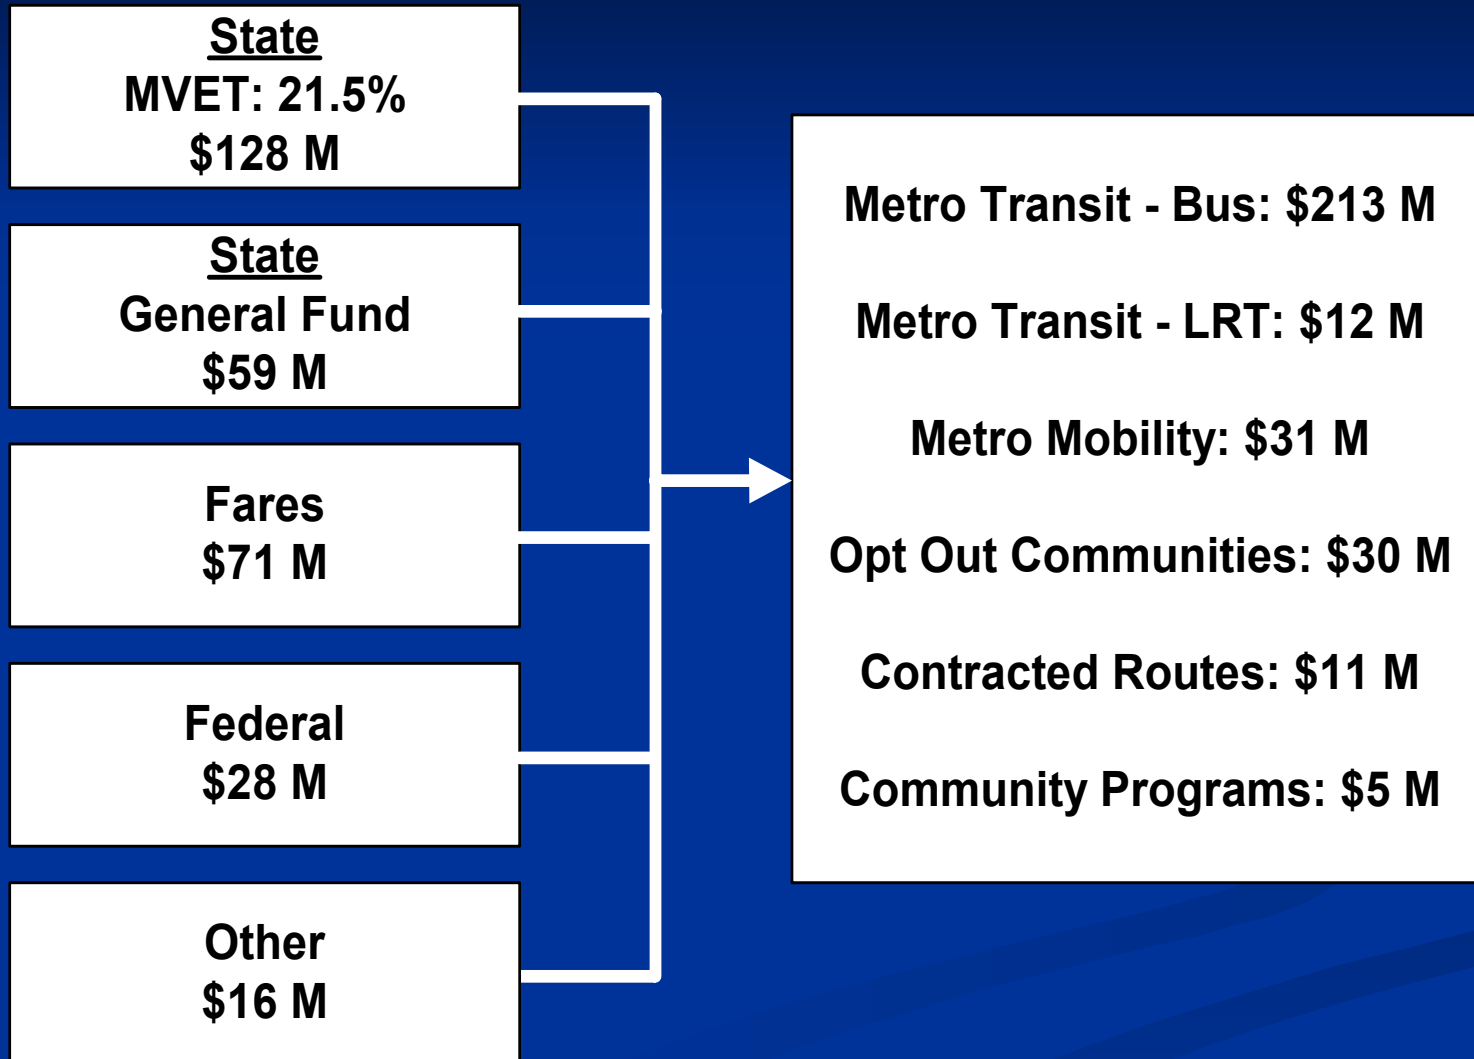 State
MVET: 21.5%
$128 M
State
General Fund
$59 M
Fares
$71 M
Federal
$28 M
Other
$16 M
Metro Transit - Bus: $213 M
Metro Transit - LRT: $12 M
Metro Mobility: $31 M
Opt Out Communities: $30 M
Contracted Routes: $11 M
Community Programs: $5 M